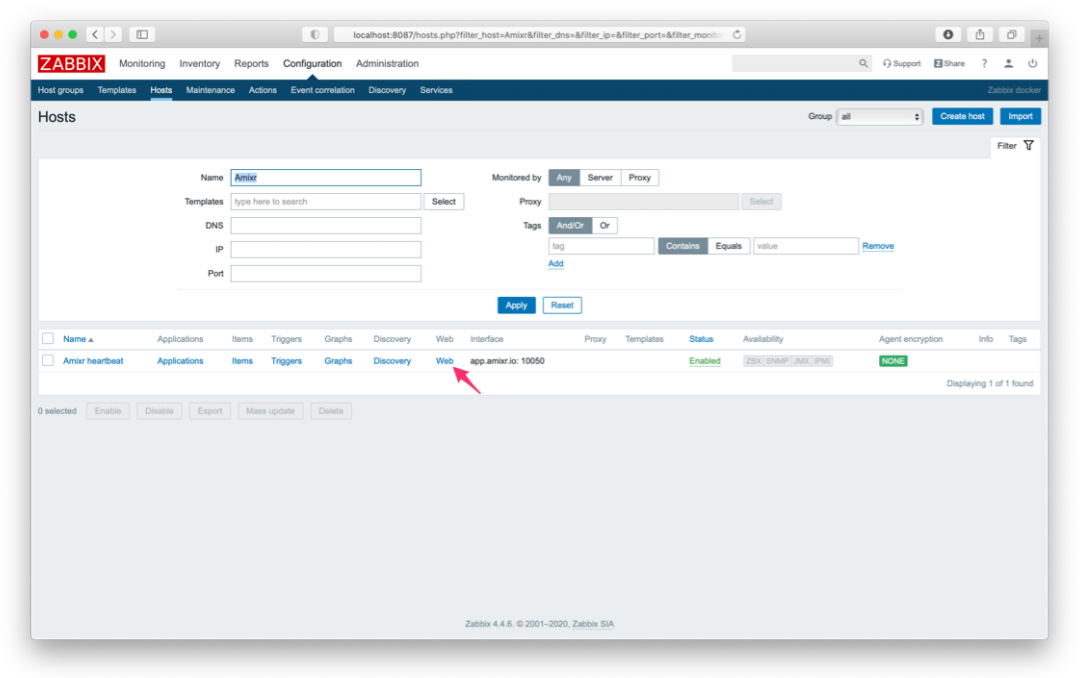 localhost:8087/hosts.php?filter_host=Amixr&filter_dns=&filter_ip=&filter_port=&filter_monito
ZABBIX Monitoring Inventory Reports Configuration Administration Support Z Share ?
Host groups Templates Hosts Maintenance Actions Event correlation Discovery Services Zabbix docker
Hosts Group all Create host Import
Filter
Name Amixr Monitored by Any Server Proxy
Templates type here to search Select Proxy Select
DNS Tags And/Or Or
IP tag Contains Equals value Remove
Add
Port
Apply Reset
Name Applications Items Triggers Graphs Discovery Web Interface Proxy Templates Status Availability Agent encryption Info Tags
Amixr heartbeat Applications Items Triggers Graphs Discovery Web app.amixr.io: 10050 Enabled ZBX SNMP JMX IPMI NONE
Displaying 1 of 1 found
0 selected Enable Disable Export Mass update Delete
Zabbix 4.4.6. © 2001–2020, Zabbix SIA